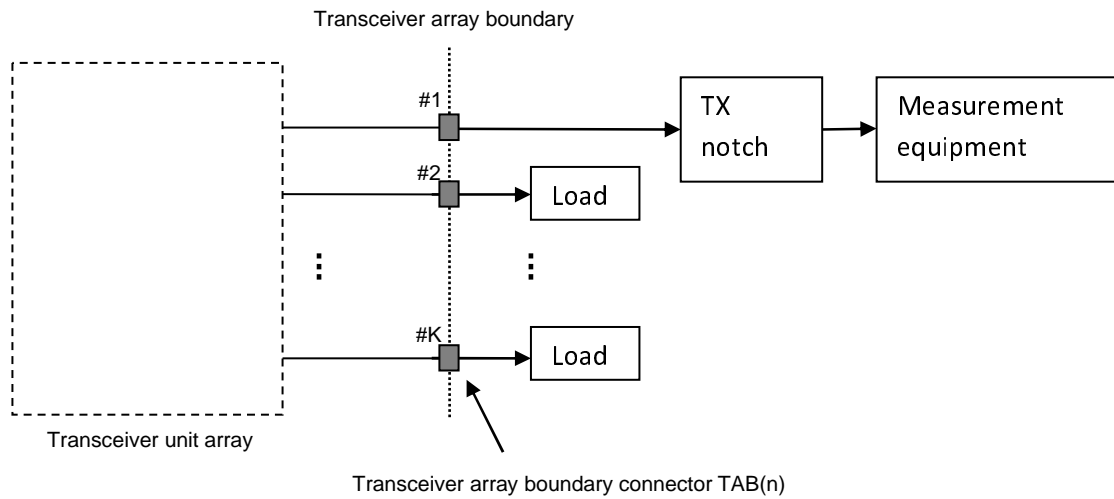 Transceiver array boundary
#1
TX
notch
Measurement
equipment
#2
Load
#K
Load
Transceiver unit array
Transceiver array boundary connector TAB(n)